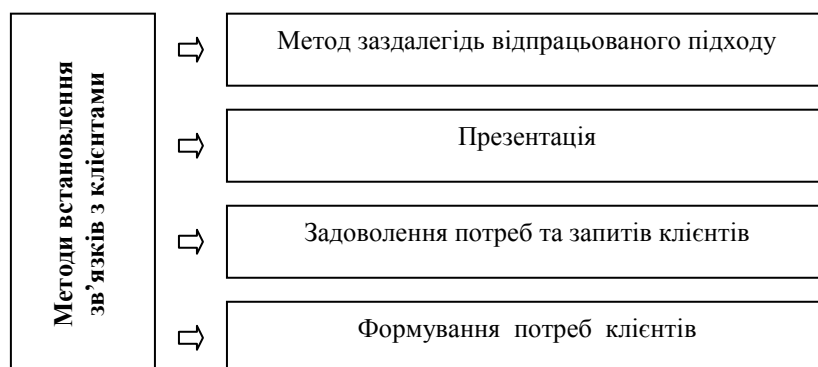 Методи встановлення
зв’язків з клієнтами
Метод заздалегідь відпрацьованого підходу
Презентація
Задоволення потреб та запитів клієнтів
Формування потреб клієнтів